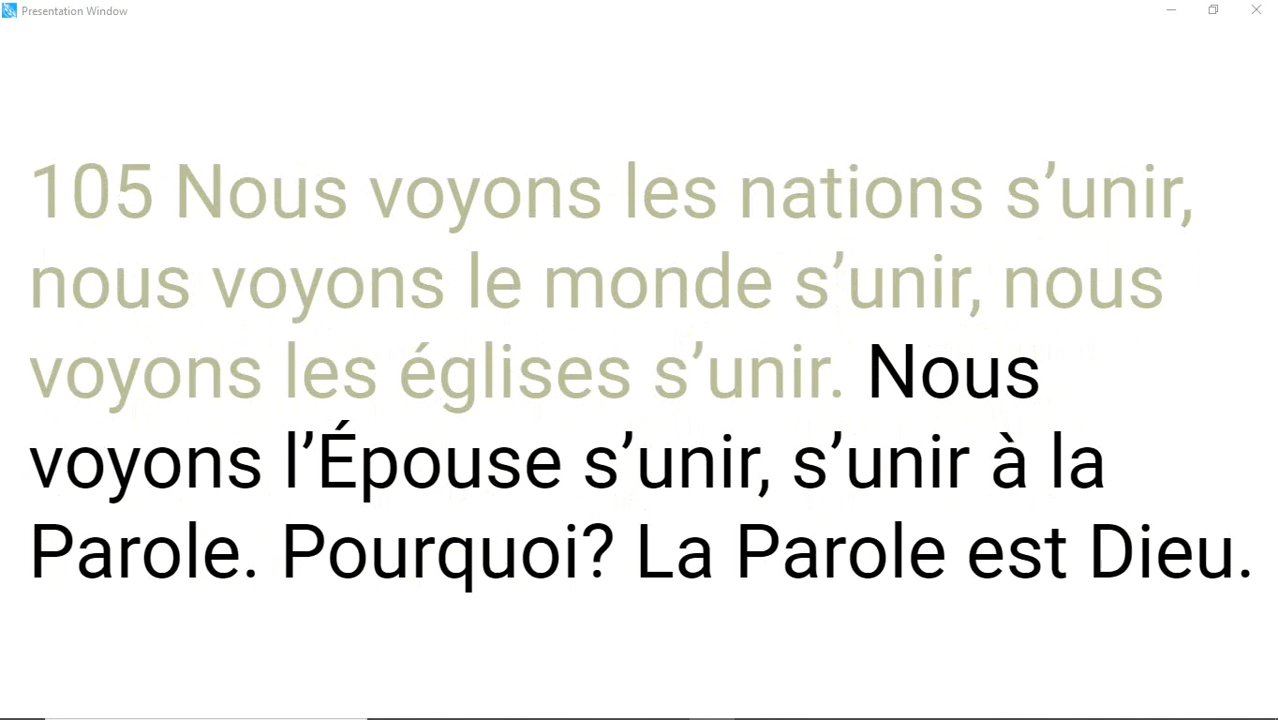 Presentation Window
105 Nous voyons les nations s’unir,
nous voyons le monde s’unir, nous
voyons les églises s’unir. Nous
voyons l’Épouse s’unir, s’unir à la
Parole. Pourquoi? La Parole est Dieu.